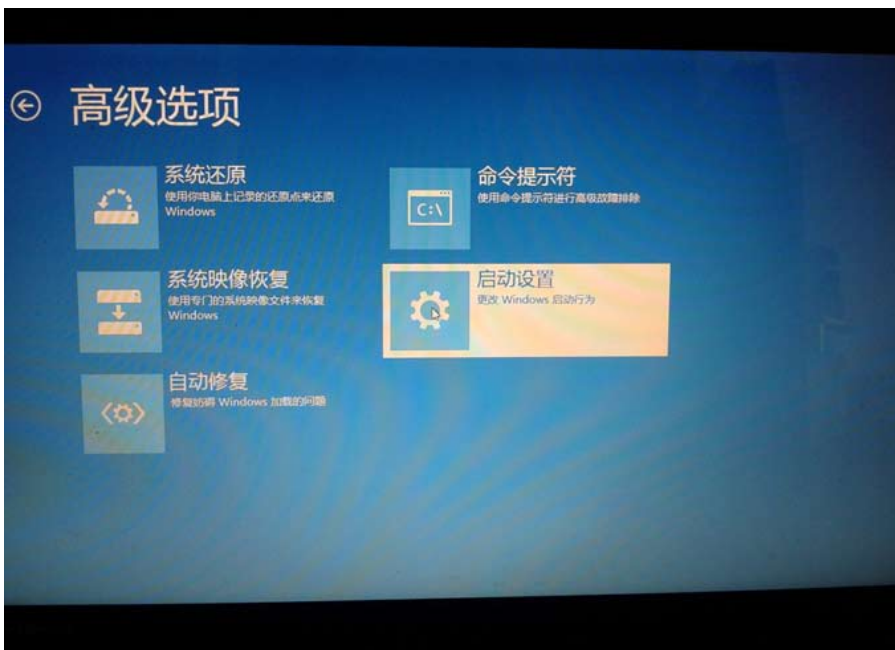 高级选项
系统还原
使用你电脑上记录的还原点来还原
Windows
命令提示符
使用命令提示符进行高级故障排除
C:\
系统映像恢复
使用专门的系统映像文件来恢复
Windows
启动设置
更改 Windows 启动行为
自动修复
修复妨碍 Windows 加载的问题